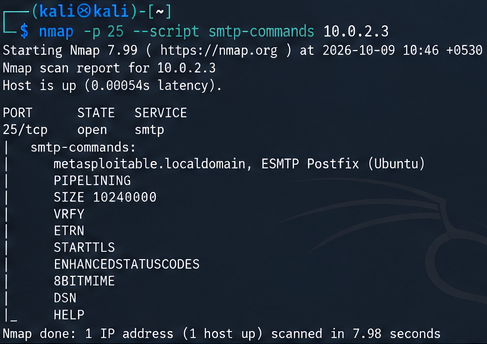 ┌──(kali㉿kali)-[~]
└─$ nmap -p 25 --script smtp-commands 10.0.2.3
Starting Nmap 7.99 ( https://nmap.org ) at 2026-10-09 10:46 +0530
Nmap scan report for 10.0.2.3
Host is up (0.00054s latency).
PORT STATE SERVICE
25/tcp open smtp
| smtp-commands:
| metasploitable.localdomain, ESMTP Postfix (Ubuntu)
| PIPELINING
| SIZE 10240000
| VRFY
| ETRN
| STARTTLS
| ENHANCEDSTATUSCODES
| 8BITMIME
| DSN
|_ HELP
Nmap done: 1 IP address (1 host up) scanned in 7.98 seconds